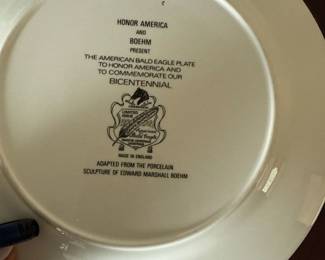 HONOR AMERICA
AND
BOEHM
PRESENT
THE AMERICAN BALD EAGLE PLATE
TO HONOR AMERICA AND
TO COMMEMORATE OUR
BICENTENNIAL
MADE IN ENGLAND
ADAPTED FROM THE PORCELAIN
SCULPTURE OF EDWARD MARSHALL BOEHM